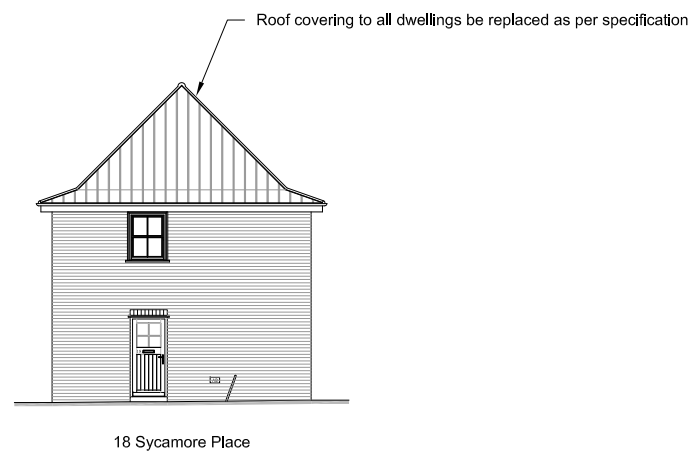 Roof covering to all dwellings be replaced as per specification
18 Sycamore Place